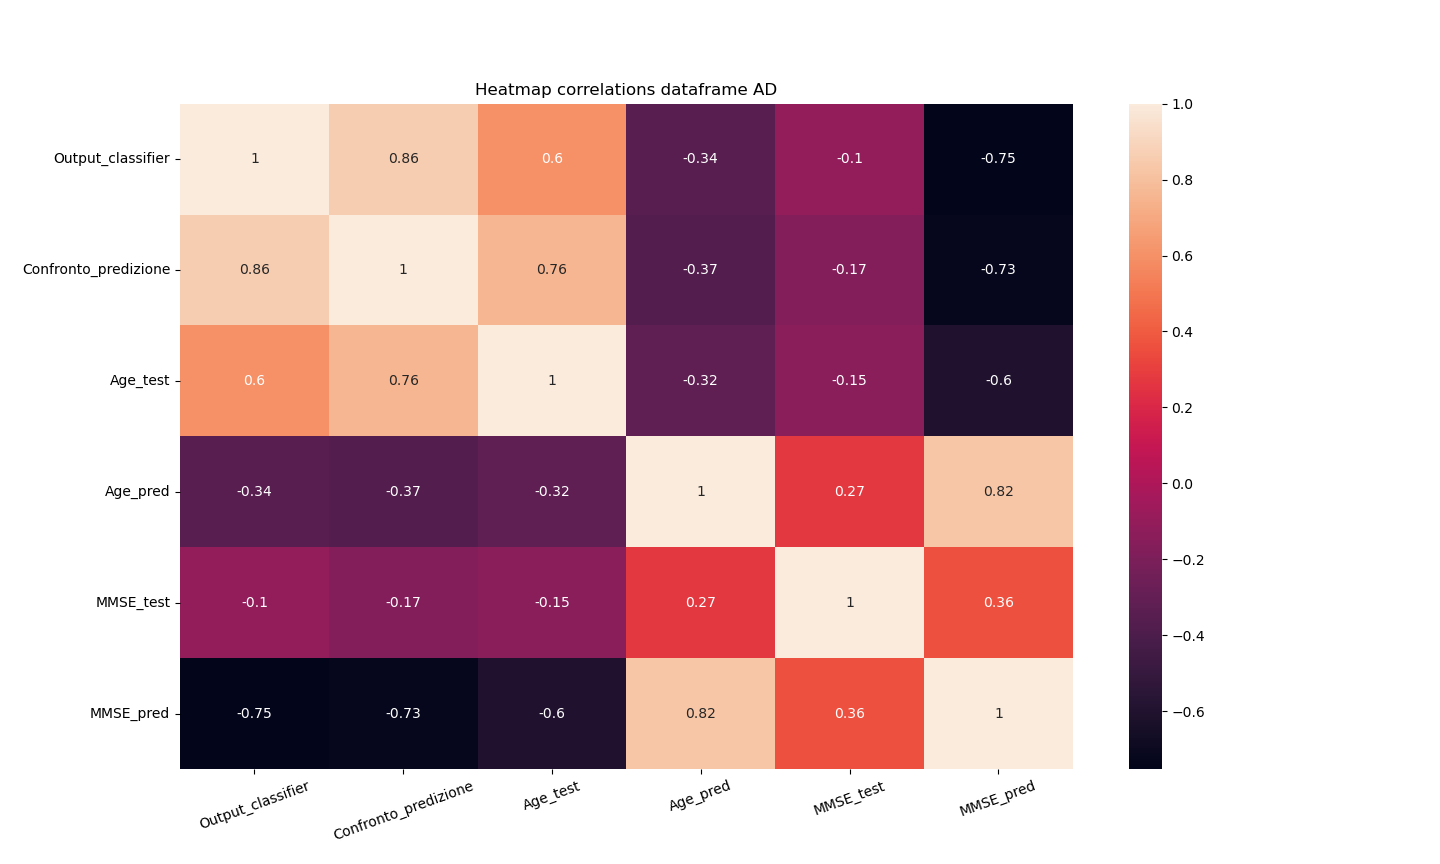 Heatmap correlations dataframe AD
Output_classifier 1 0.86 0.6 -0.34 -0.1 -0.75
Confronto_predizione 0.86 1 0.76 -0.37 -0.17 -0.73
Age_test 0.6 0.76 1 -0.32 -0.15 -0.6
Age_pred -0.34 -0.37 -0.32 1 0.27 0.82
MMSE_test -0.1 -0.17 -0.15 0.27 1 0.36
MMSE_pred -0.75 -0.73 -0.6 0.82 0.36 1
Output_classifier Confronto_predizione Age_test Age_pred MMSE_test MMSE_pred
1.0
0.8
0.6
0.4
0.2
0.0
−0.2
−0.4
−0.6